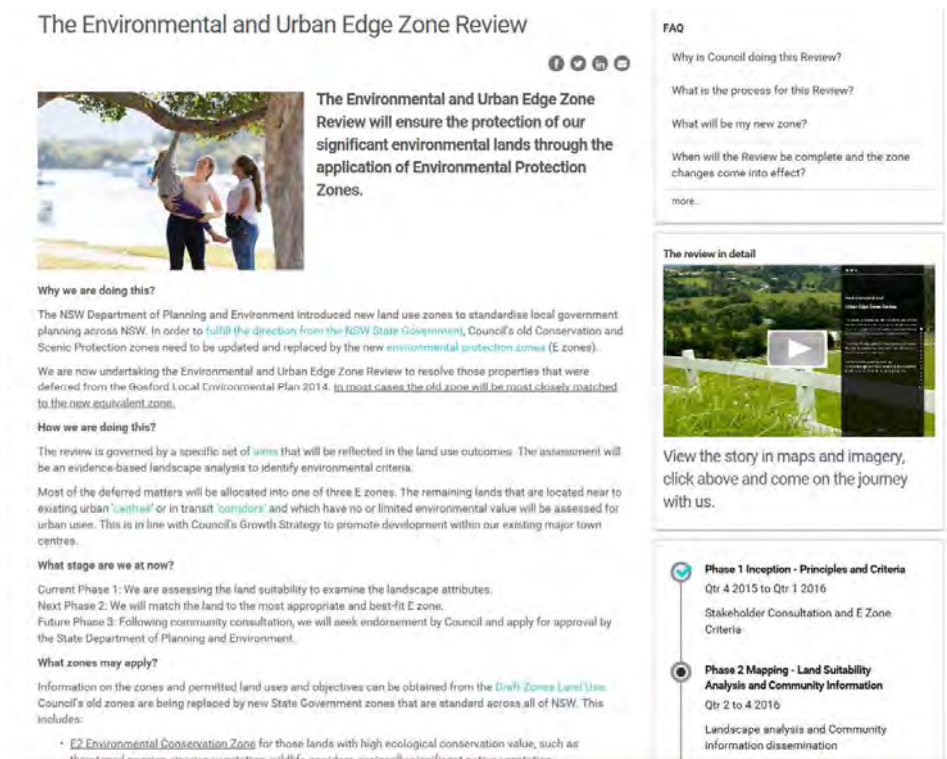 The Environmental and Urban Edge Zone Review
The Environmental and Urban Edge Zone
Review will ensure the protection of our
significant environmental lands through the
application of Environmental Protection
Zones.
Why we are doing this?
The NSW Department of Planning and Environment introduced new land use zones to standardise local government
planning across NSW. In order to fulfill the direction from the NSW State Government, Council's old Conservation and
Scenic Protection zones need to be updated and replaced by the new environmental protection zones (E zones).
We are now undertaking the Environmental and Urban Edge Zone Review to resolve those properties that were
deferred from the Gosford Local Environmental Plan 2014. In most cases the old zone will be most closely matched
to the new equivalent zone.
How we are doing this?
The review is governed by a specific set of aims that will be reflected in the land use outcomes. The assessment will
be an evidence-based landscape analysis to identify environmental criteria.
Most of the deferred matters will be allocated into one of three E zones. The remaining lands that are located near to
existing urban 'centres' or in transit 'corridors' and which have no or limited environmental value will be assessed for
urban uses. This is in line with Council's Growth Strategy to promote development within our existing major town
centres.
What stage are we at now?
Current Phase 1: We are assessing the land suitability to examine the landscape attributes.
Next Phase 2: We will match the land to the most appropriate and best-fit E zone.
Future Phase 3: Following community consultation, we will seek endorsement by Council and apply for approval by
the State Department of Planning and Environment.
What zones may apply?
Information on the zones and permitted land uses and objectives can be obtained from the Draft Zones Land Use.
Council's old zones are being replaced by new State Government zones that are standard across all of NSW. This
includes:
• E2 Environmental Conservation Zone for those lands with high ecological conservation value, such as
FAQ
Why is Council doing this Review?
What is the process for this Review?
What will be my new zone?
When will the Review be complete and the zone
changes come into effect?
more..
The review in detail
Urban Edge Zone Review
View the story in maps and imagery,
click above and come on the journey
with us.
Phase 1 Inception - Principles and Criteria
Qtr 4 2015 to Qtr 1 2016
Stakeholder Consultation and E Zone
Criteria
Phase 2 Mapping - Land Suitability
Analysis and Community Information
Qtr 2 to 4 2016
Landscape analysis and Community
information dissemination